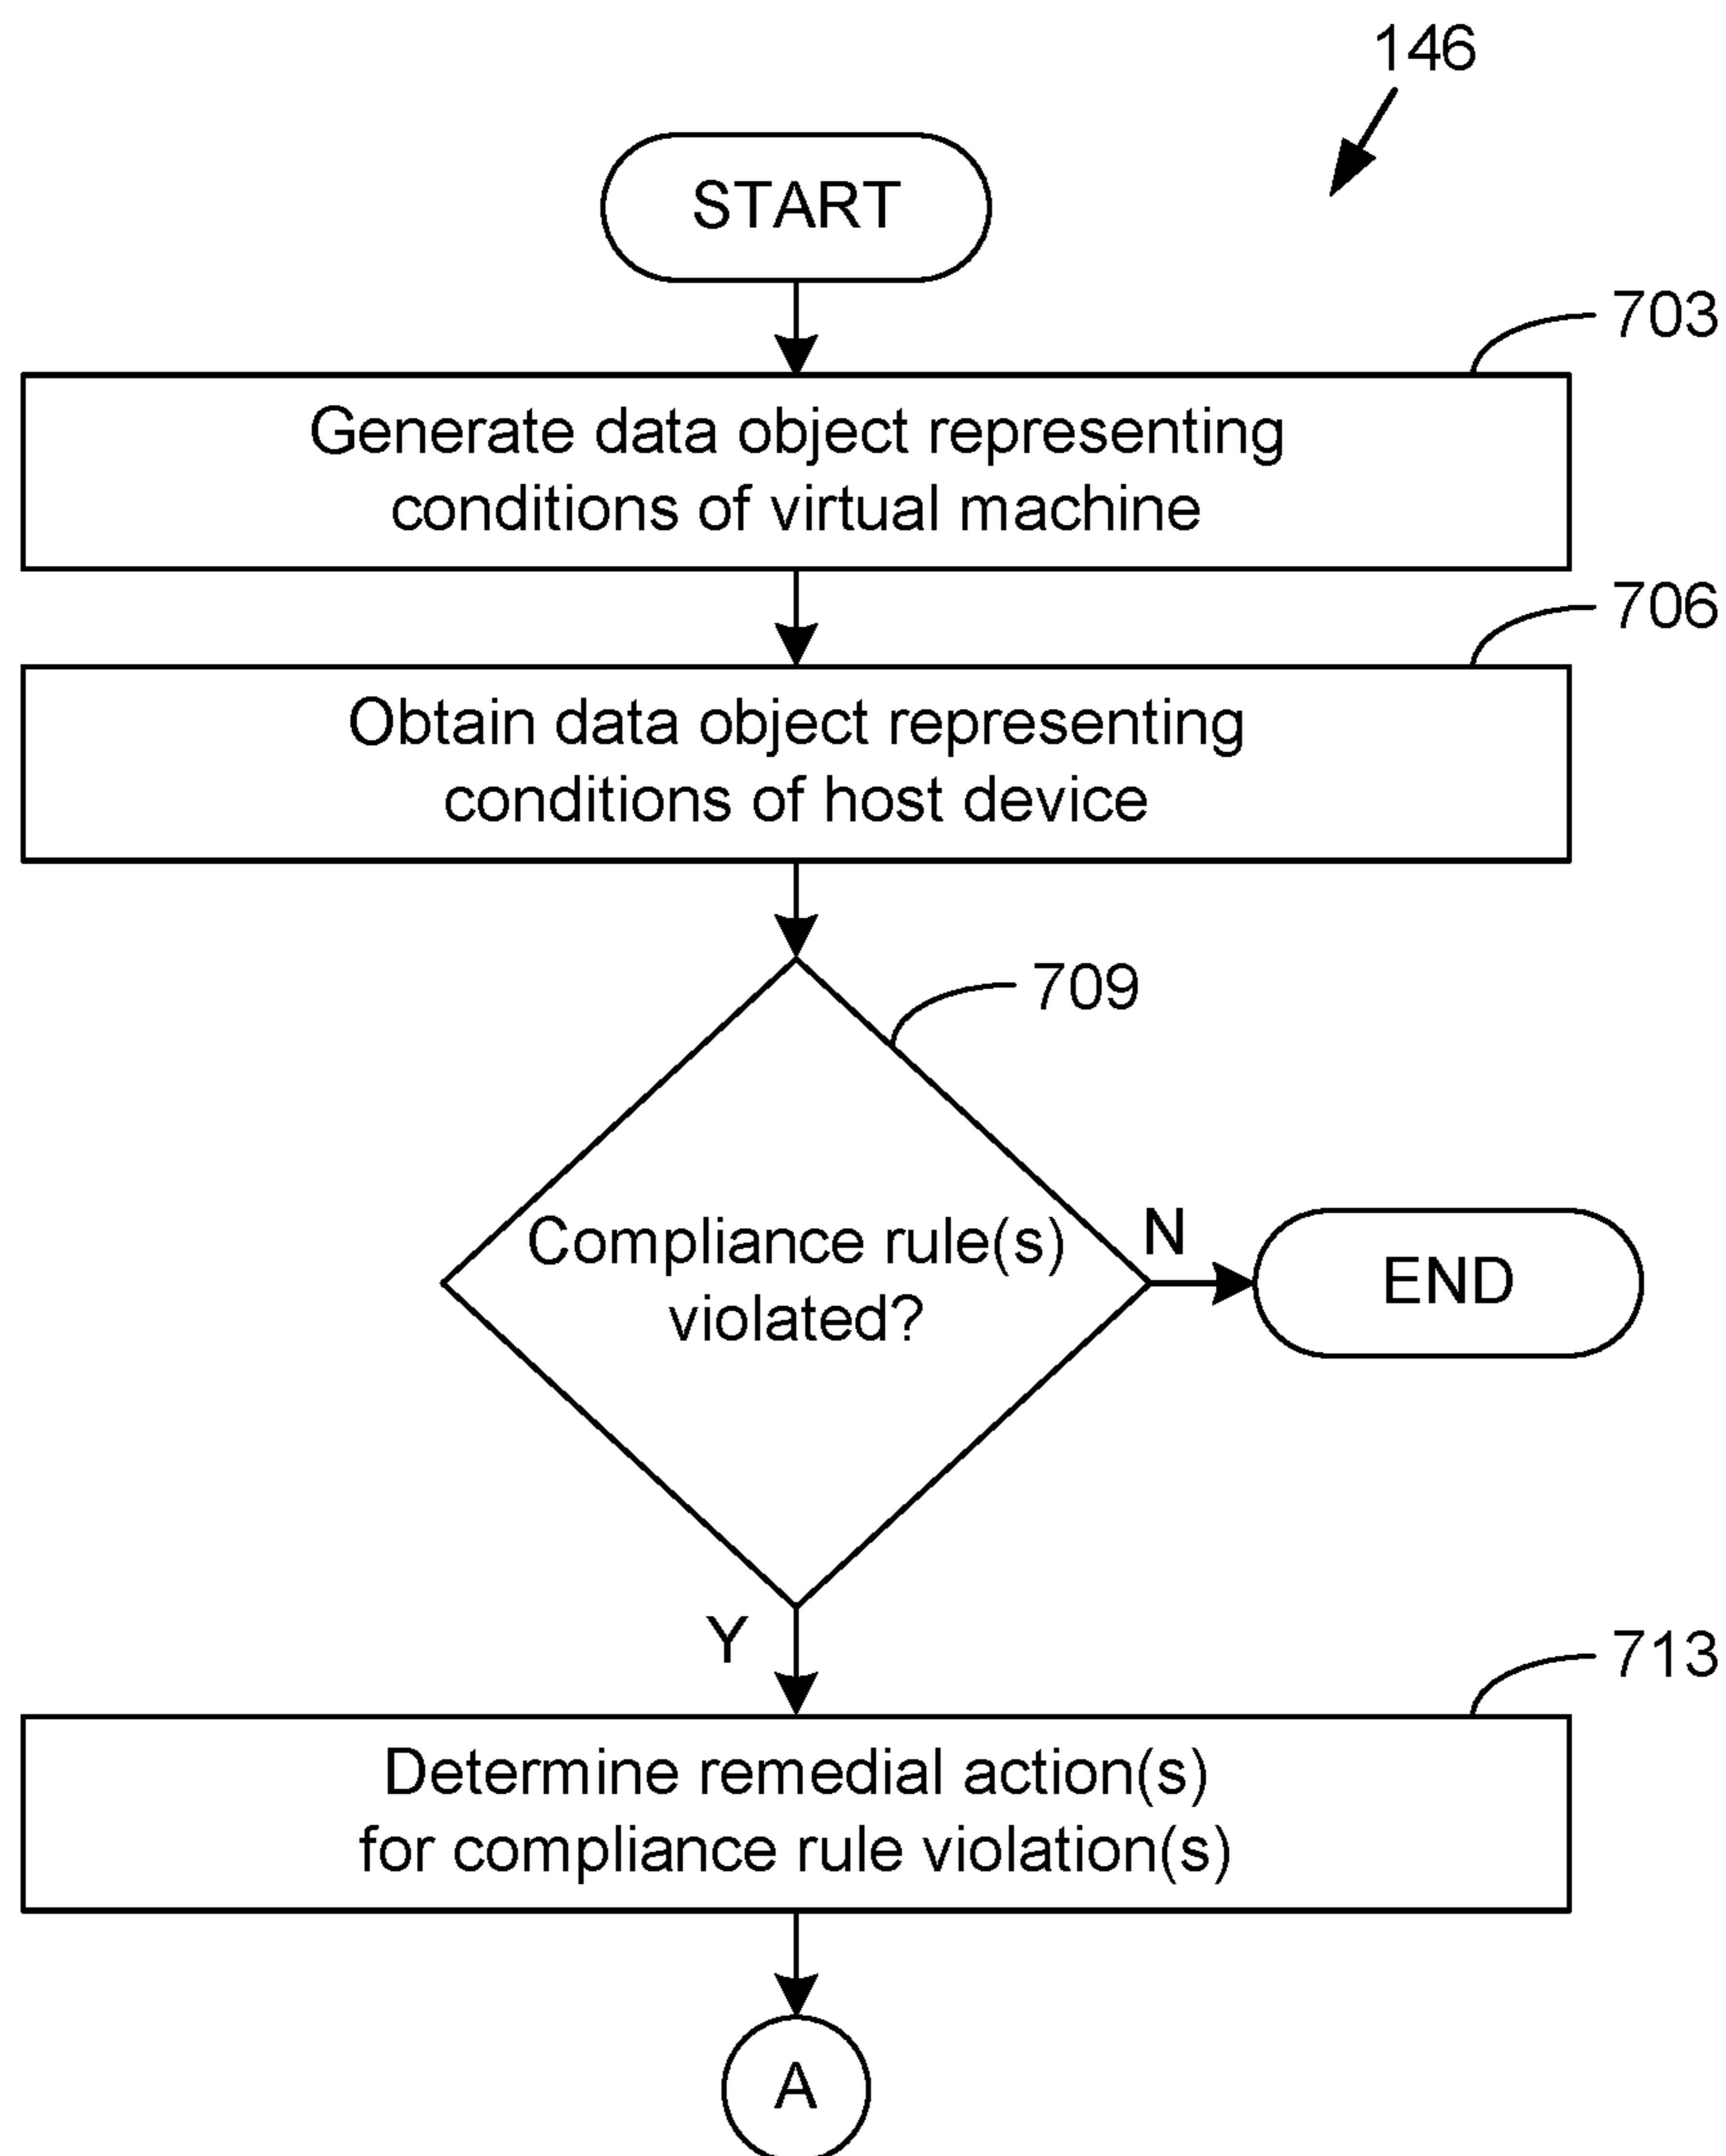 146
START
703
Generate data object representing
conditions of virtual machine
706
Obtain data object representing
conditions of host device
709
Compliance rule(s)
violated?
N
END
Y
713
Determine remedial action(s)
for compliance rule violation(s)
A